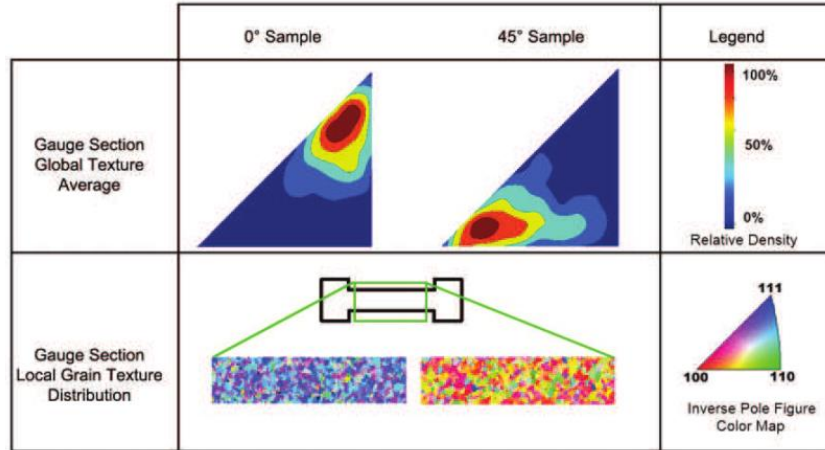 0° Sample
45° Sample
Legend
Gauge Section
Global Texture
Average
100%
50%
0%
Relative Density
Gauge Section
Local Grain Texture
Distribution
111
100
110
Inverse Pole Figure
Color Map